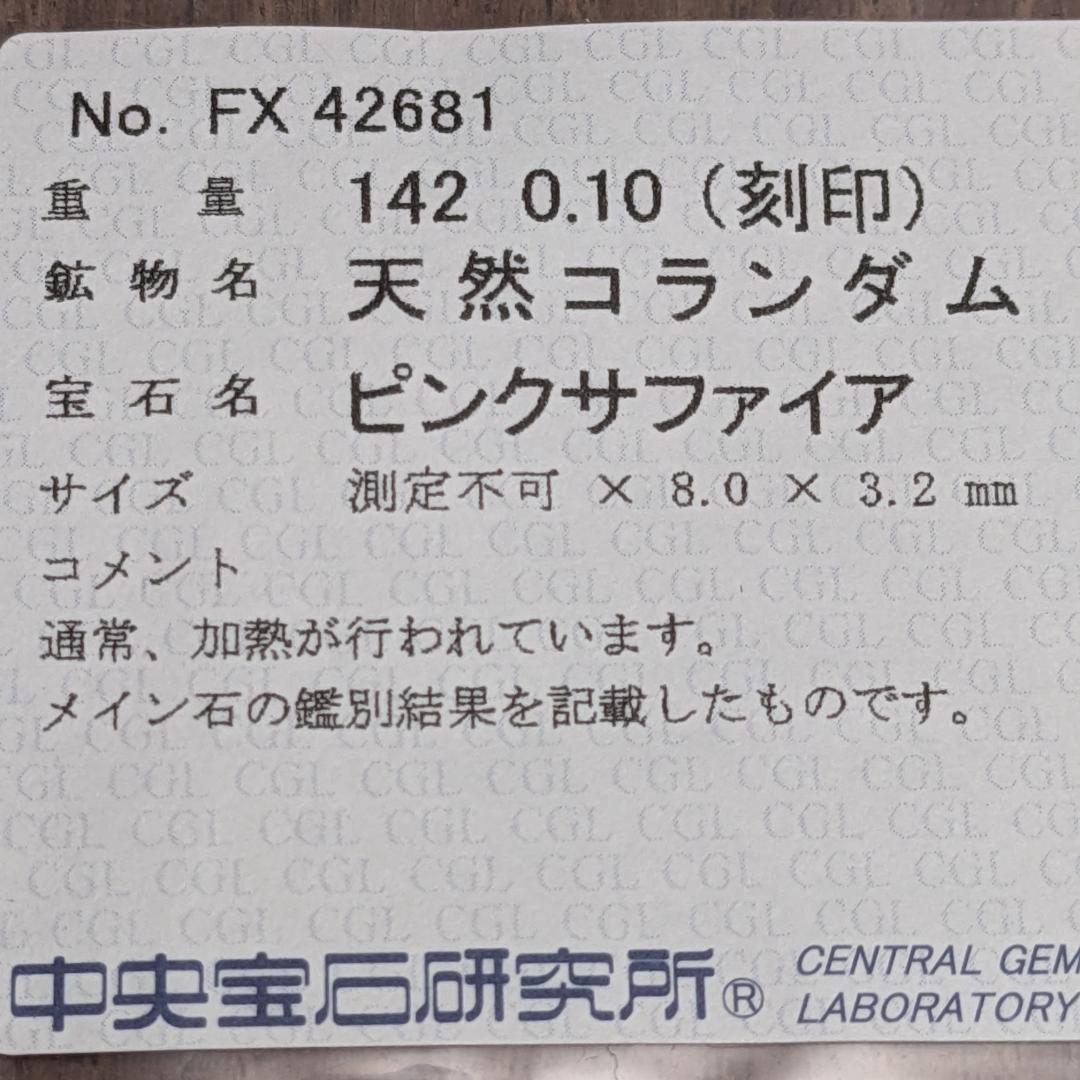 No. FX 42681
重量 142 0.10（刻印）
鉱物名 天然コランダム
宝石名 ピンクサファイア
サイズ 測定不可 × 8.0 × 3.2 mm
コメント
通常、加熱が行われています。
メイン石の鑑別結果を記載したものです。
中央宝石研究所® CENTRAL GEM
LABORATORY